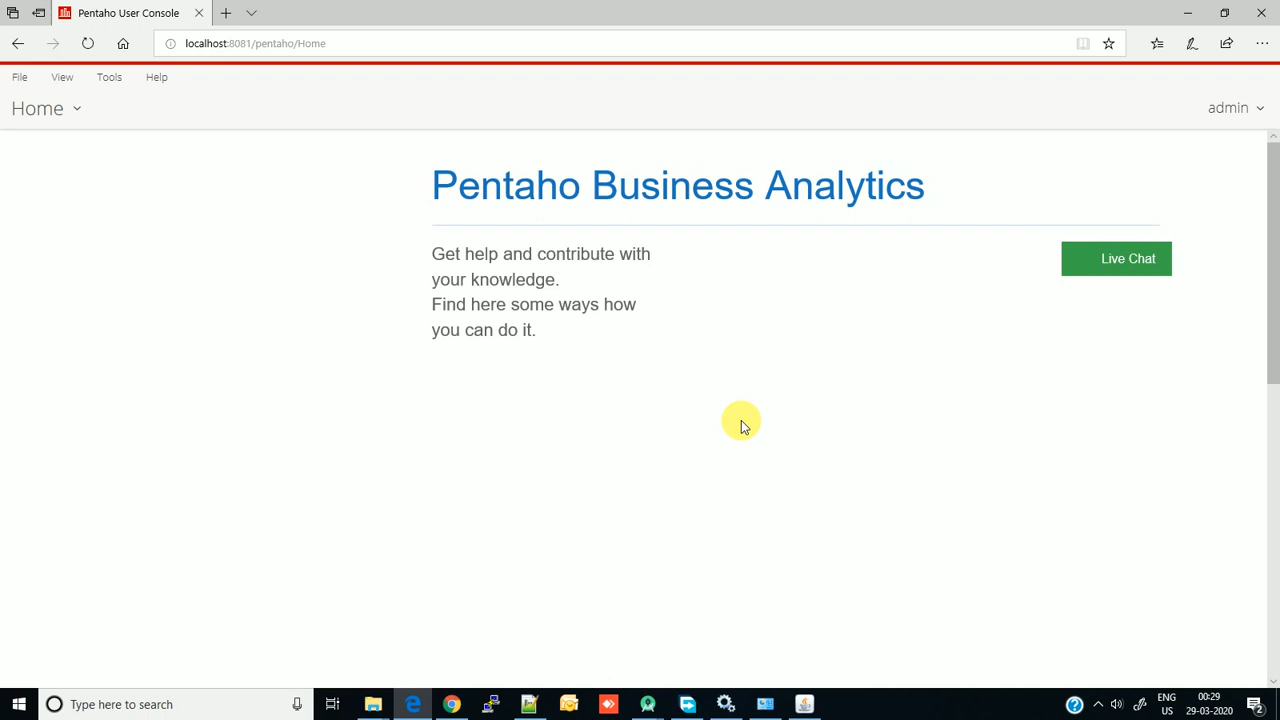 Pentaho User Console
localhost:8081/pentaho/Home
File View Tools Help
Home
admin
Pentaho Business Analytics
Get help and contribute with
your knowledge.
Find here some ways how
you can do it.
Live Chat
Type here to search
ENG
US
00:29
29-03-2020
2